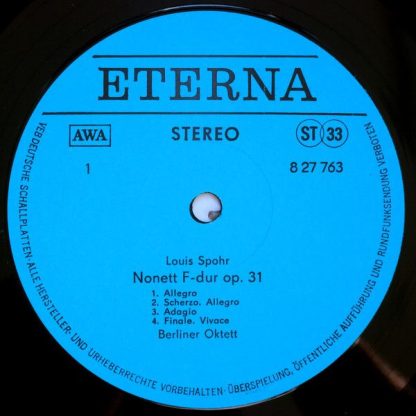 ETERNA
AWA STEREO ST 33
1 8 27 763
Louis Spohr
Nonett F-dur op. 31
1. Allegro
2. Scherzo. Allegro
3. Adagio
4. Finale. Vivace
Berliner Oktett
VEB DEUTSCHE SCHALLPLATTEN · ALLE HERSTELLER- UND URHEBERRECHTE VORBEHALTEN · ÜBERSPIELUNG, ÖFFENTLICHE AUFFÜHRUNG UND RUNDFUNKSENDUNG VERBOTEN